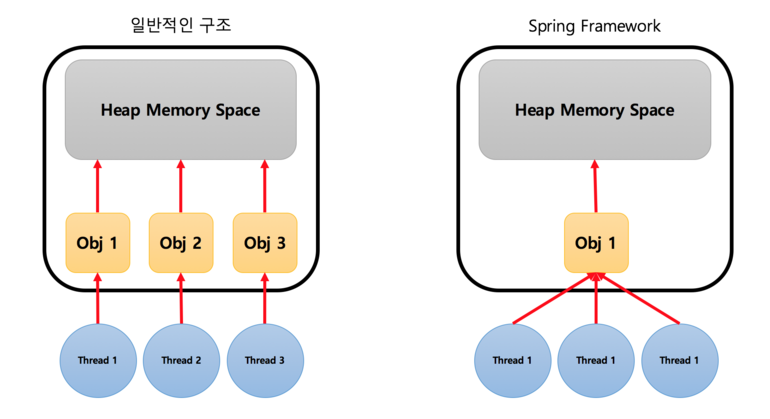 일반적인 구조
Spring Framework
Heap Memory Space
Heap Memory Space
Obj 1
Obj 2
Obj 3
Obj 1
Thread 1
Thread 2
Thread 3
Thread 1
Thread 1
Thread 1